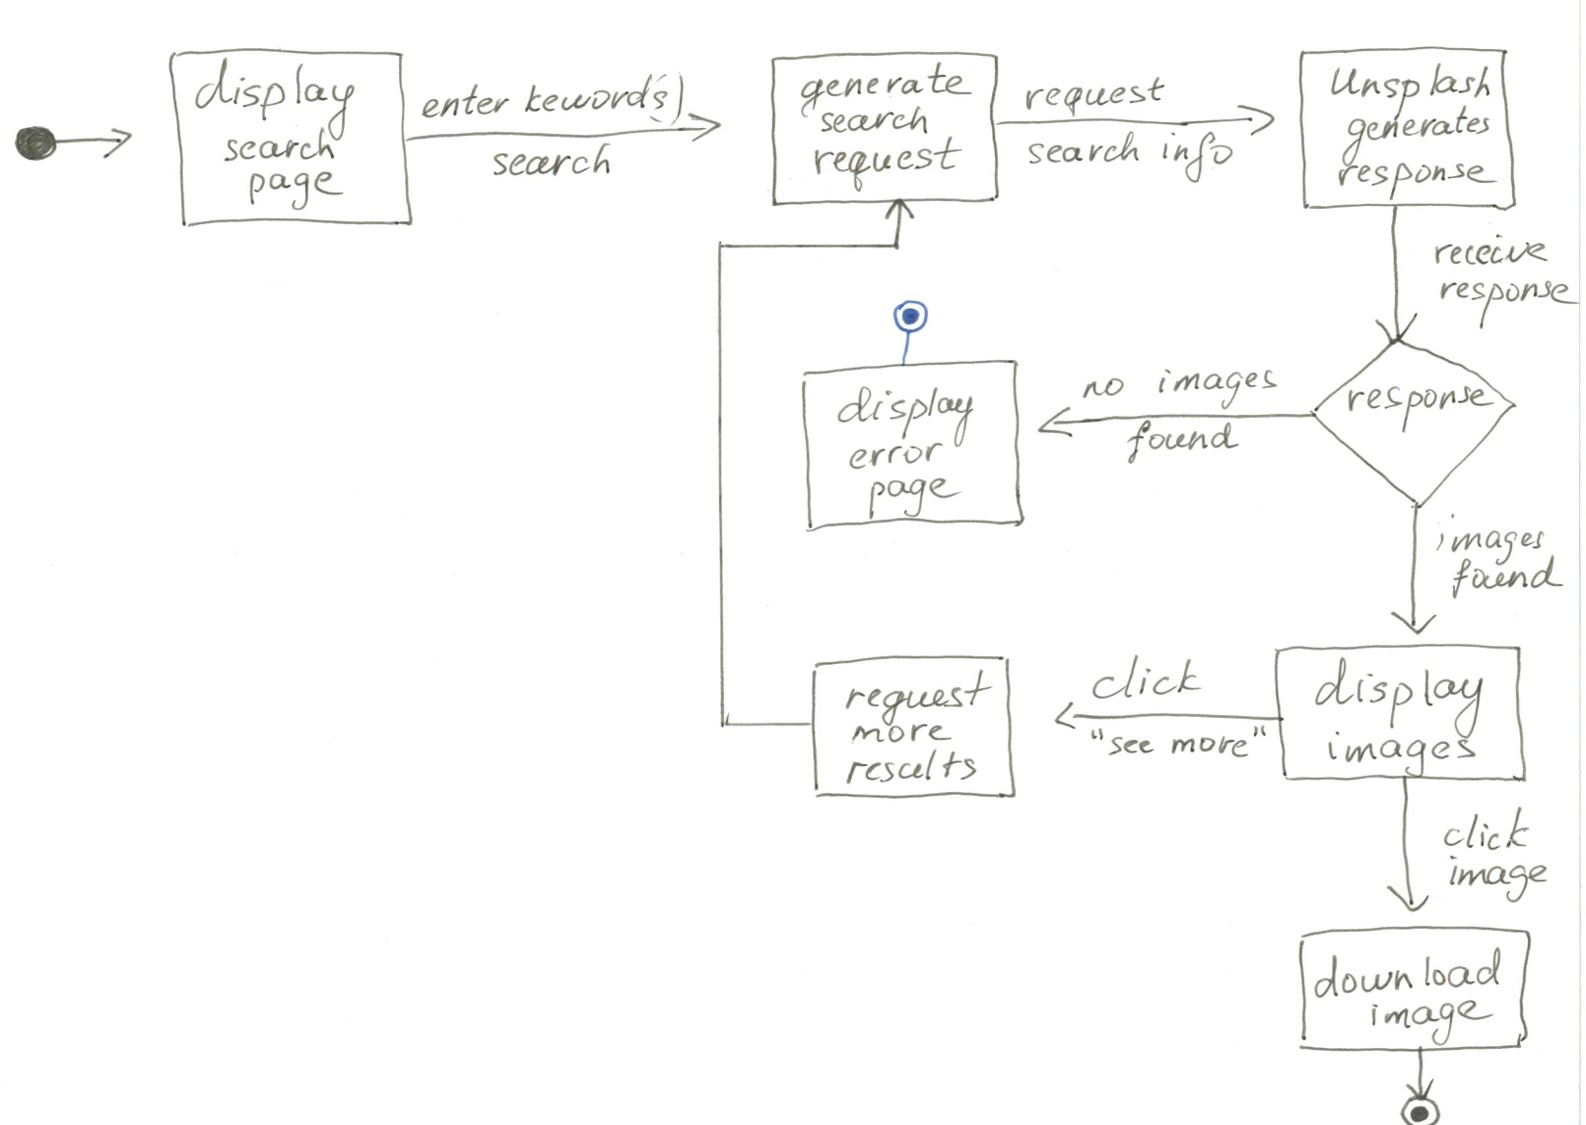 display
search
page
enter keword(s)
search
generate
search
request
request
search info
Unsplash
generates
response
receive
response
response
no images
found
display
error
page
images
found
display
images
click
"see more"
request
more
results
click
image
download
image